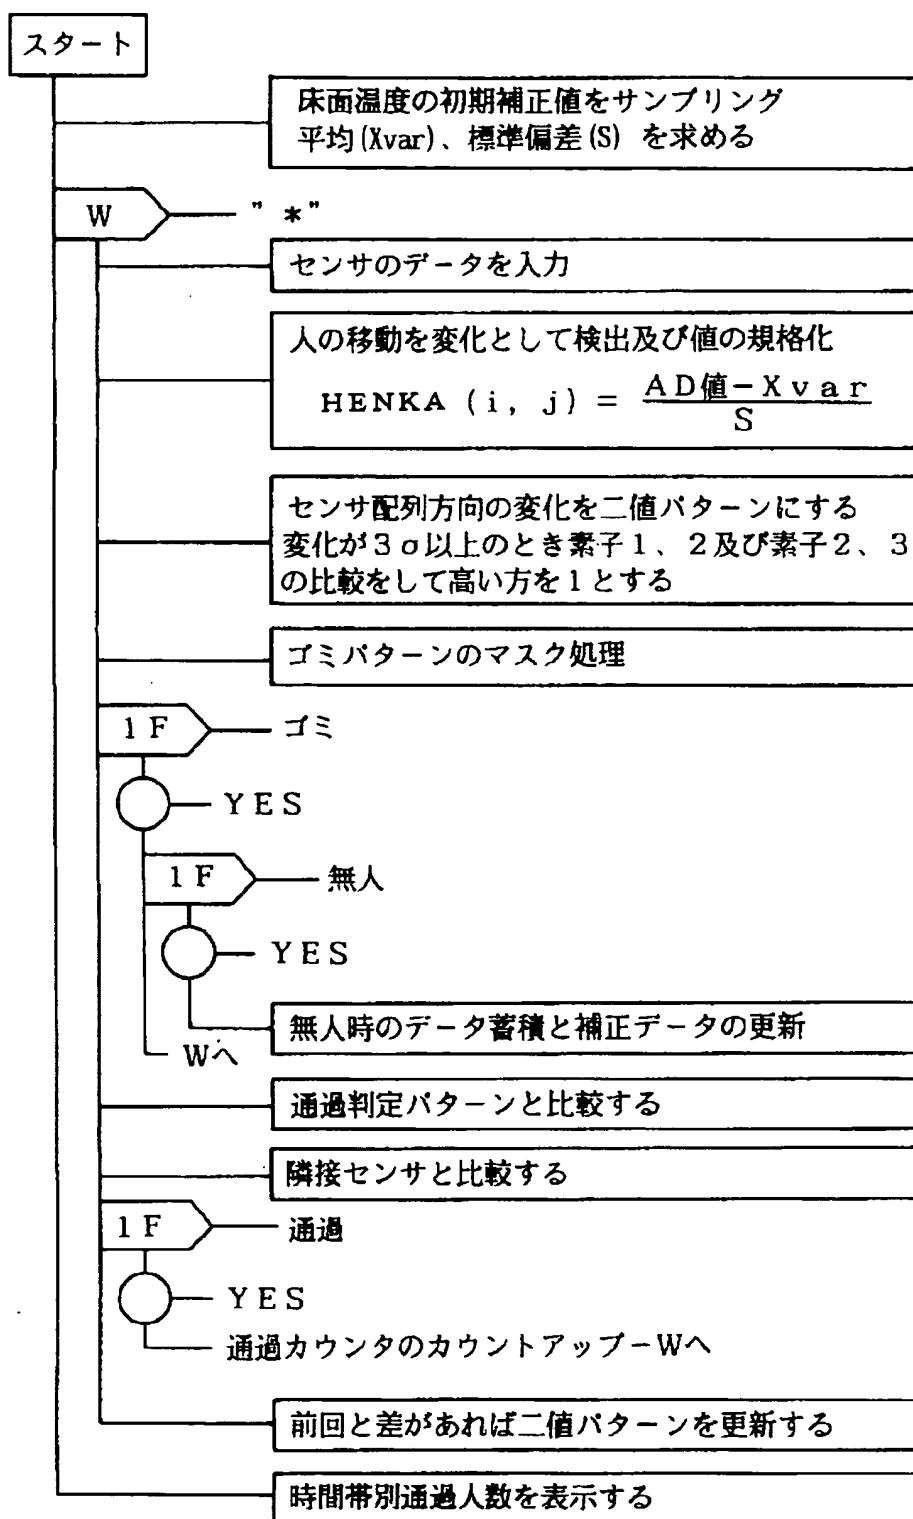 スタート
床面温度の初期補正値をサンプリング
平均(Xvar)、標準偏差(S) を求める
W
" *"
センサのデータを入力
人の移動を変化として検出及び値の規格化
HENKA (i, j) = AD値－Xvar / S
センサ配列方向の変化を二値パターンにする
変化が3σ以上のとき素子1、2及び素子2、3
の比較をして高い方を1とする
ゴミパターンのマスク処理
1F
ゴミ
YES
1F
無人
YES
無人時のデータ蓄積と補正データの更新
Wへ
通過判定パターンと比較する
隣接センサと比較する
1F
通過
YES
通過カウンタのカウントアップ－Wへ
前回と差があれば二値パターンを更新する
時間帯別通過人数を表示する